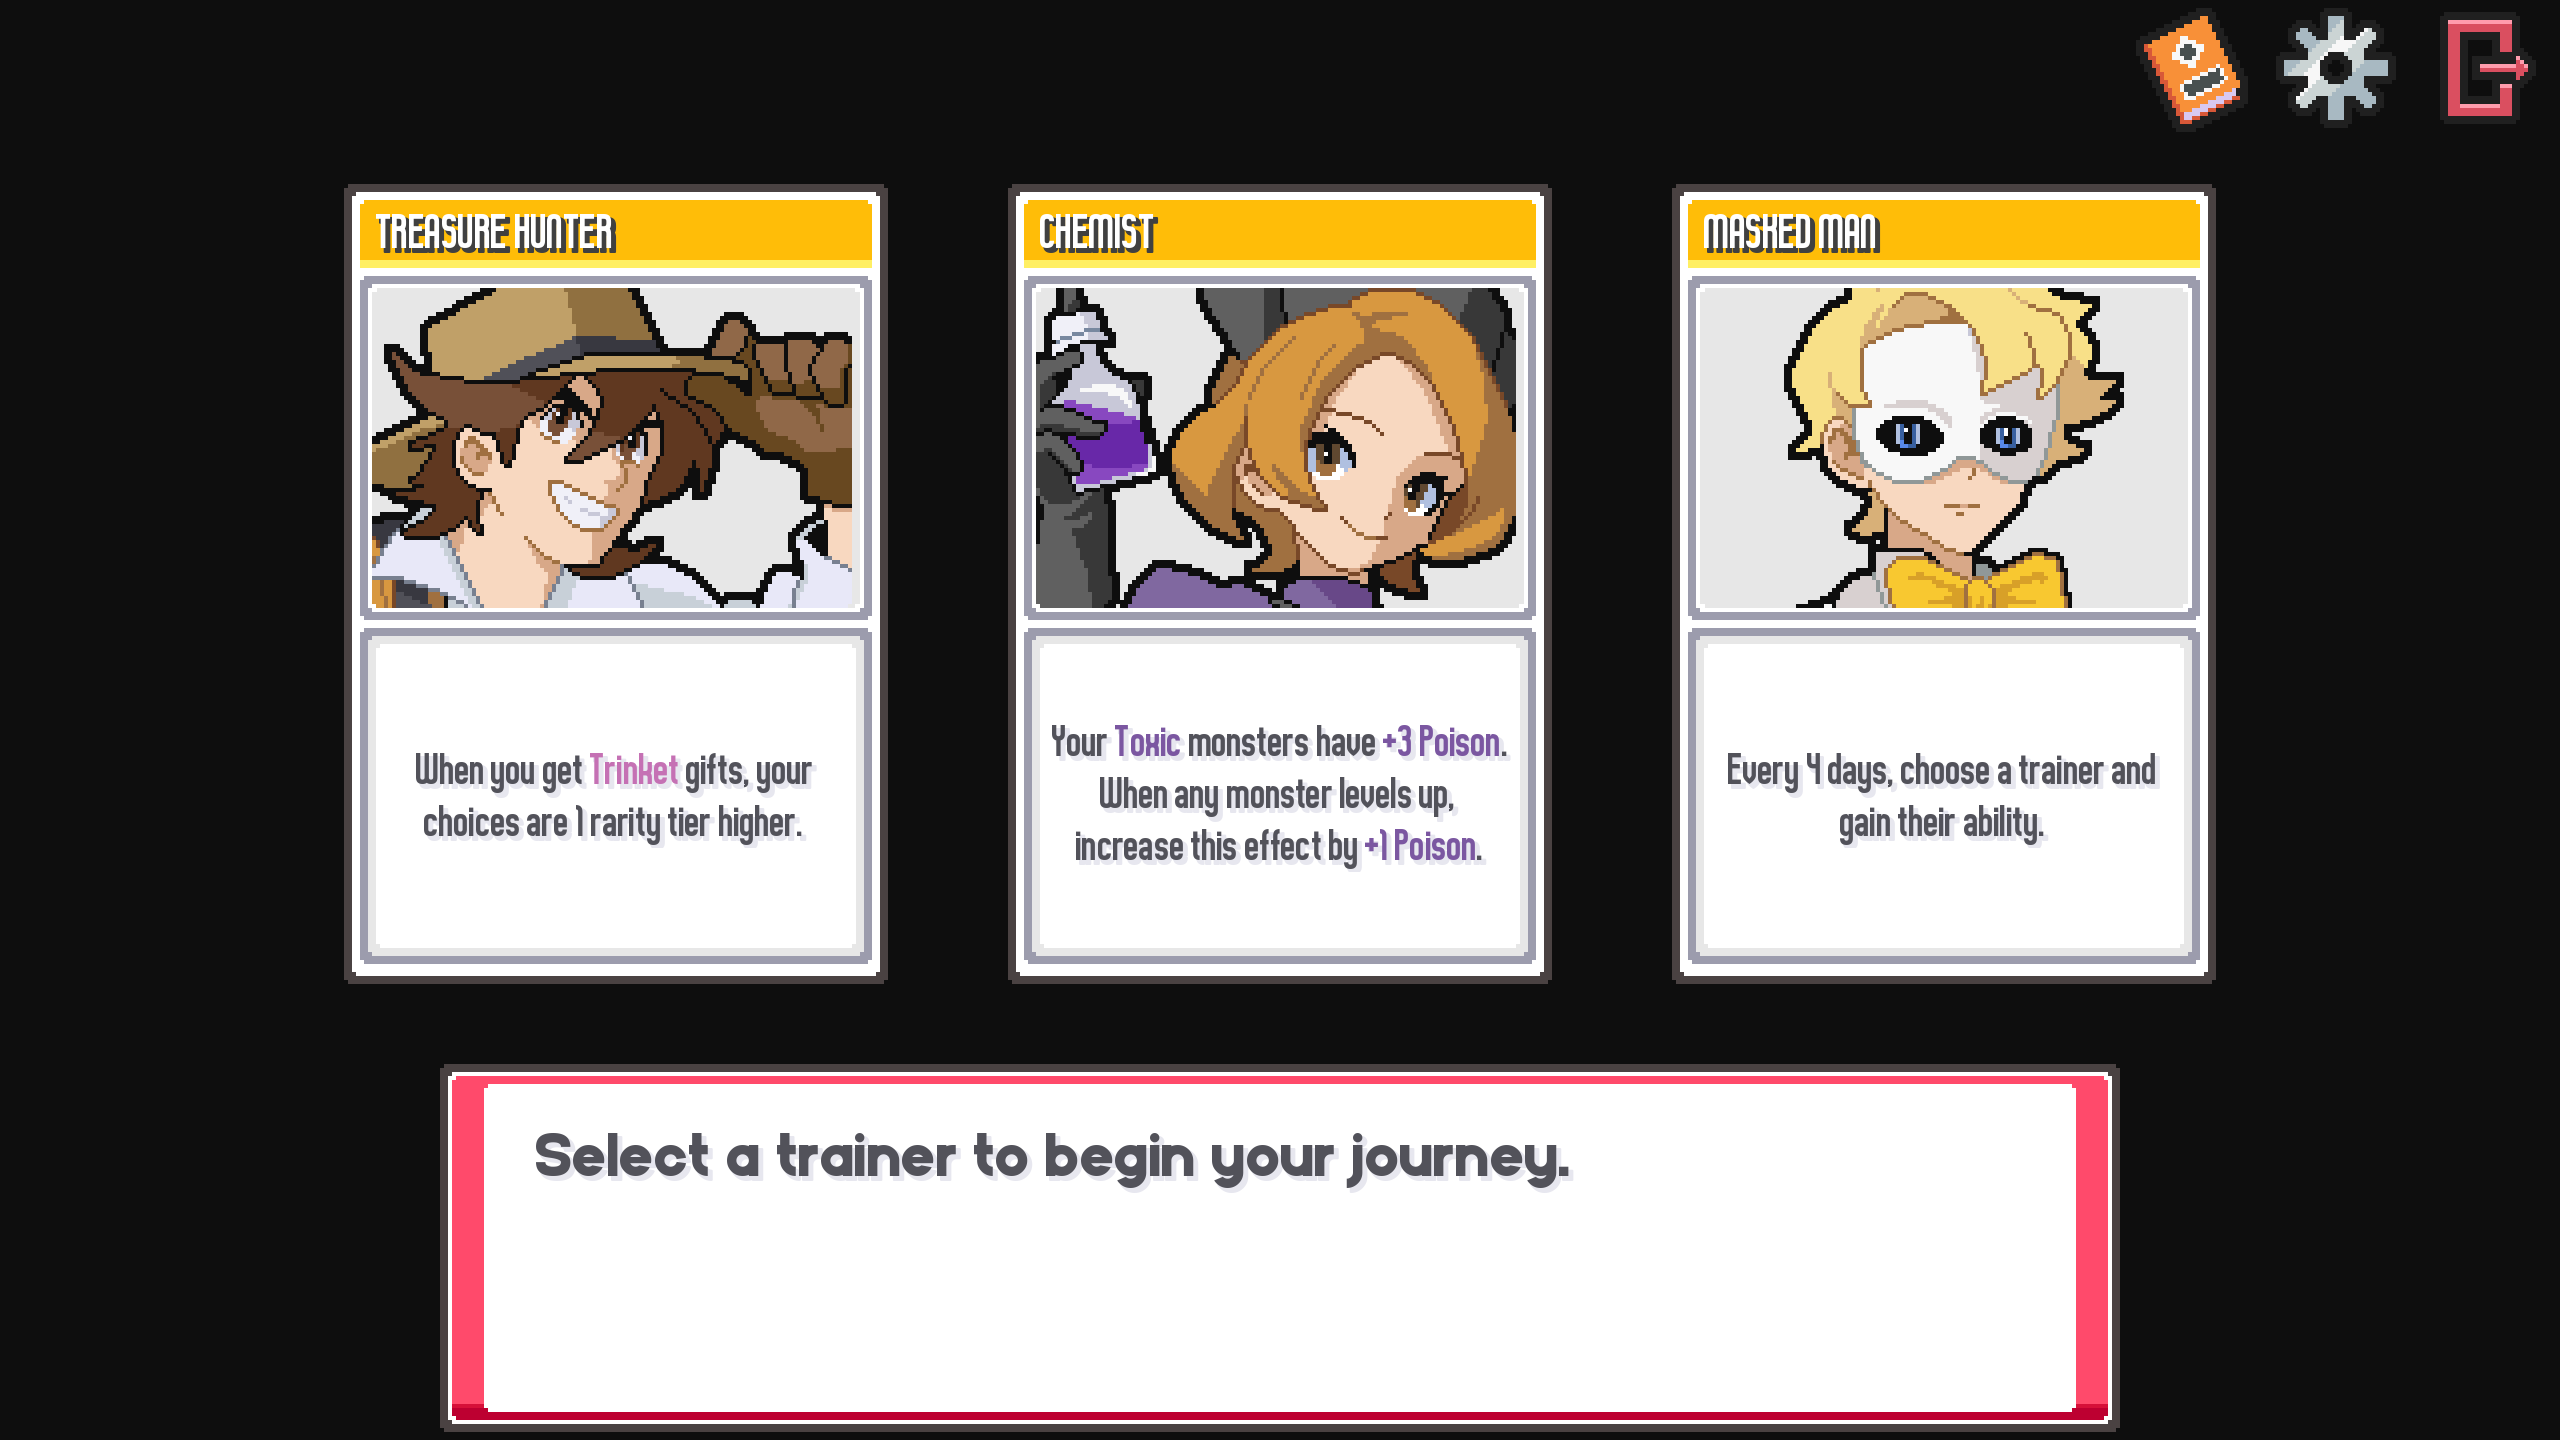 TREASURE HUNTER
When you get Trinket gifts, your
choices are 1 rarity tier higher.
CHEMIST
Your Toxic monsters have +3 Poison.
When any monster levels up,
increase this effect by +1 Poison.
MASKED MAN
Every 4 days, choose a trainer and
gain their ability.
Select a trainer to begin your journey.